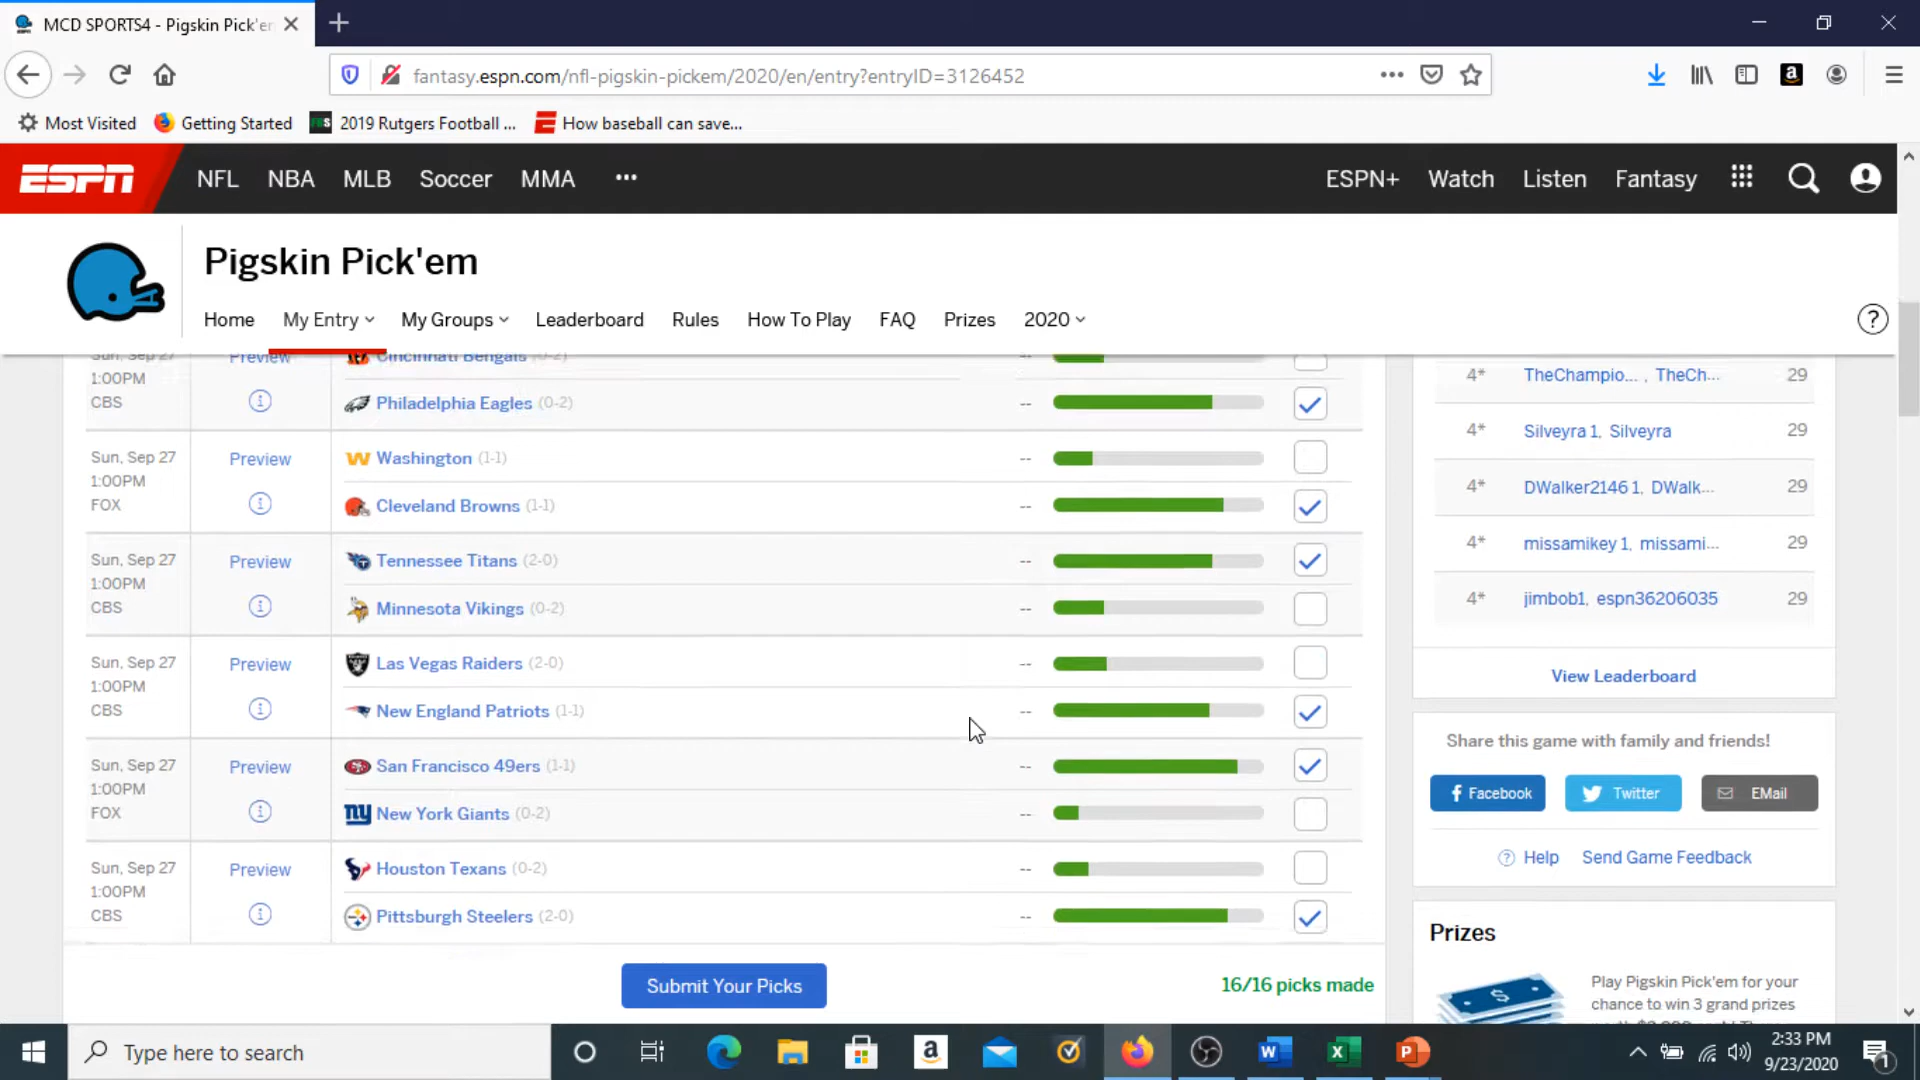 MCD SPORTS4 - Pigskin Pick'er
fantasy.espn.com/nfl-pigskin-pickem/2020/en/entry?entryID=3126452
Most Visited Getting Started 2019 Rutgers Football ... How baseball can save...
ESPN NFL NBA MLB Soccer MMA ••• ESPN+ Watch Listen Fantasy
Pigskin Pick'em
Home My Entry My Groups Leaderboard Rules How To Play FAQ Prizes 2020
Sun, Sep 27 Preview Cincinnati Bengals (0-2)
1:00PM
CBS
Philadelphia Eagles (0-2) --
Sun, Sep 27 Preview Washington (1-1) --
1:00PM
FOX
Cleveland Browns (1-1) --
Sun, Sep 27 Preview Tennessee Titans (2-0) --
1:00PM
CBS
Minnesota Vikings (0-2) --
Sun, Sep 27 Preview Las Vegas Raiders (2-0) --
1:00PM
CBS
New England Patriots (1-1) --
Sun, Sep 27 Preview San Francisco 49ers (1-1) --
1:00PM
FOX
New York Giants (0-2) --
Sun, Sep 27 Preview Houston Texans (0-2) --
1:00PM
CBS
Pittsburgh Steelers (2-0) --
Submit Your Picks 16/16 picks made
4* TheChampio... , TheCh... 29
4* Silveyra 1, Silveyra 29
4* DWalker2146 1, DWalk... 29
4* missamikey 1, missami... 29
4* jimbob1, espn36206035 29
View Leaderboard
Share this game with family and friends!
Facebook Twitter EMail
Help Send Game Feedback
Prizes
Play Pigskin Pick'em for your
chance to win 3 grand prizes
Type here to search
2:33 PM
9/23/2020
1